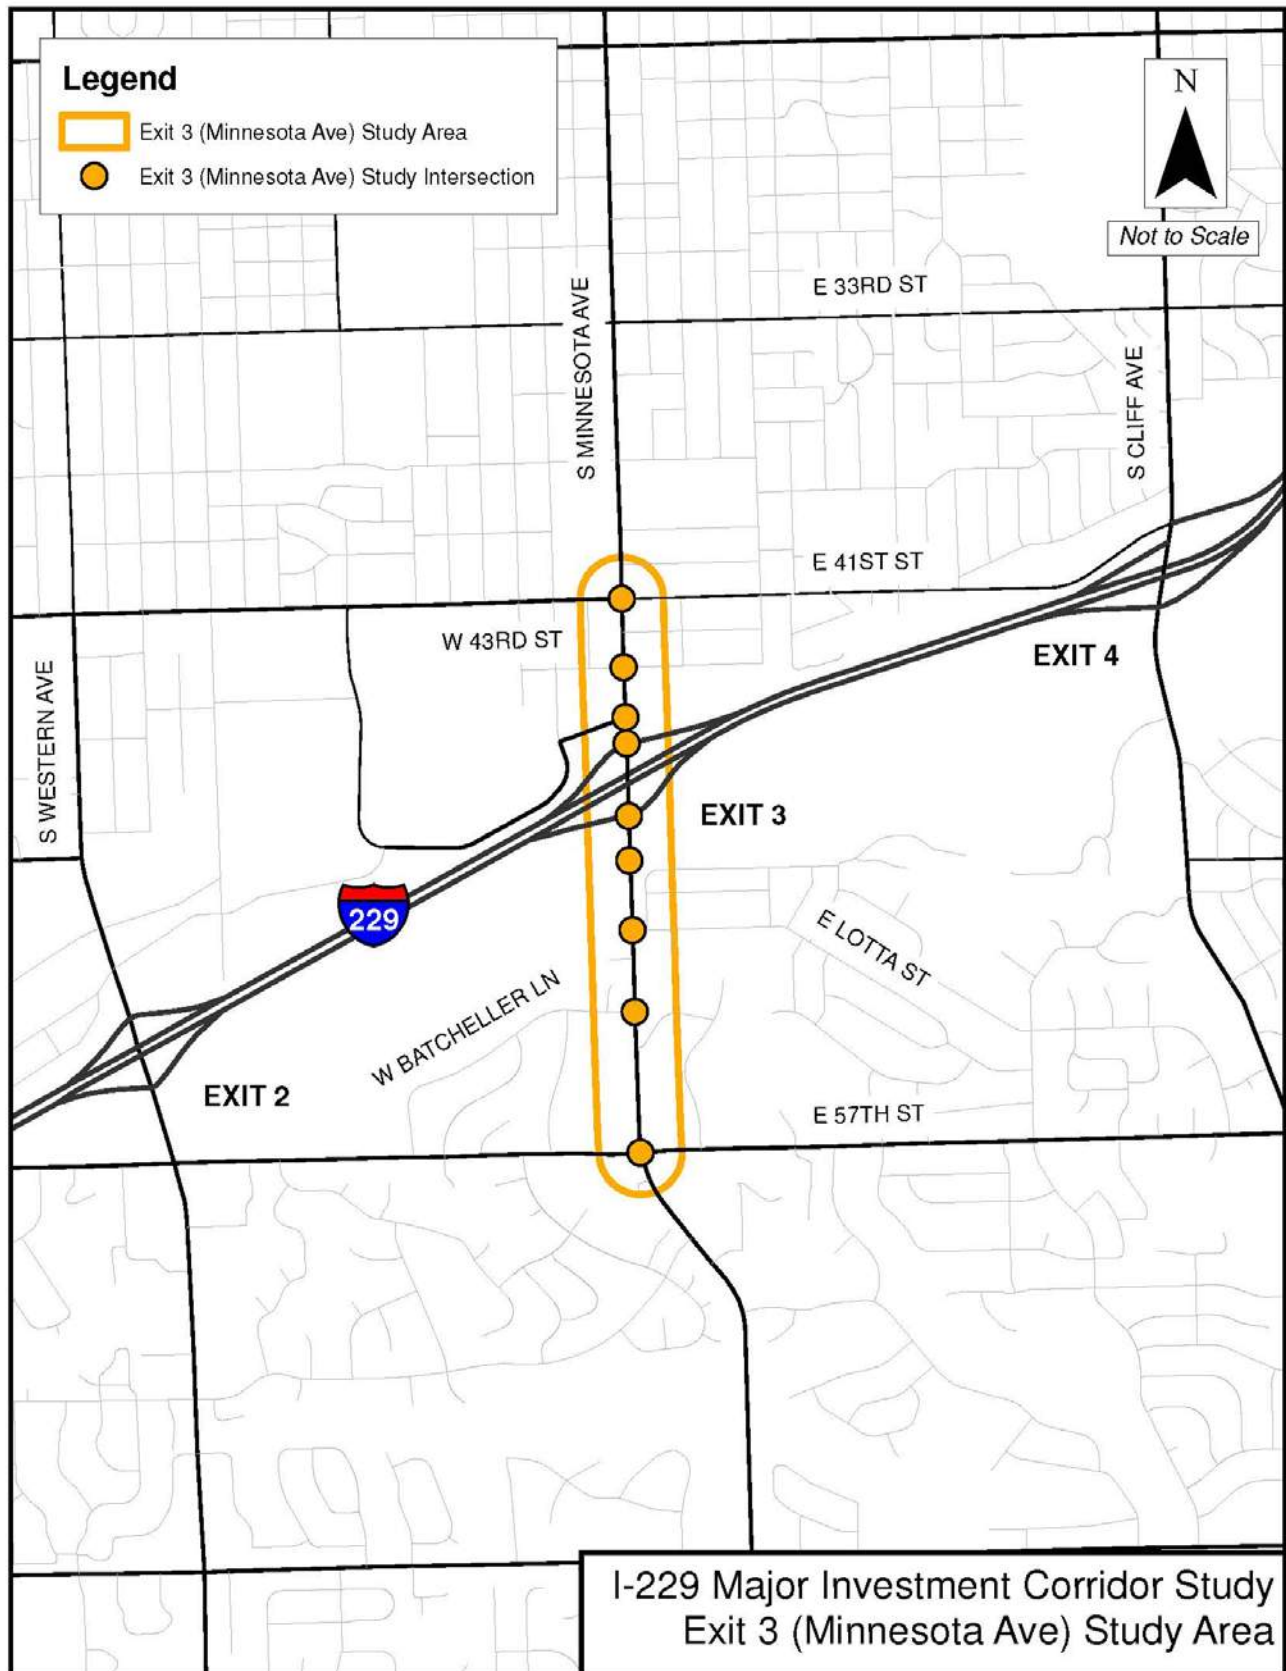 Legend
Exit 3 (Minnesota Ave) Study Area
Exit 3 (Minnesota Ave) Study Intersection
N
Not to Scale
E 33RD ST
S MINNESOTA AVE
S CLIFF AVE
E 41ST ST
W 43RD ST
EXIT 4
S WESTERN AVE
EXIT 3
229
E LOTTA ST
W BATCHELLER LN
EXIT 2
E 57TH ST
I-229 Major Investment Corridor Study
Exit 3 (Minnesota Ave) Study Area